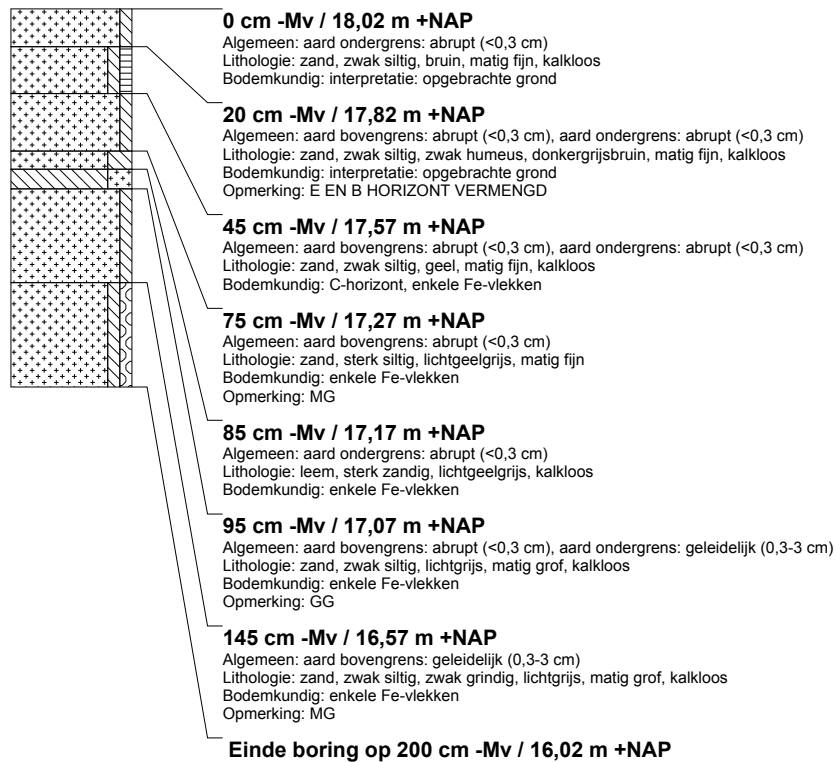 0 cm -Mv / 18,02 m +NAP
Algemeen: aard ondergrens: abrupt (<0,3 cm)
Lithologie: zand, zwak siltig, bruin, matig fijn, kalkloos
Bodemkundig: interpretatie: opgebrachte grond
20 cm -Mv / 17,82 m +NAP
Algemeen: aard bovengrens: abrupt (<0,3 cm), aard ondergrens: abrupt (<0,3 cm)
Lithologie: zand, zwak siltig, zwak humeus, donkergrijsbruin, matig fijn, kalkloos
Bodemkundig: interpretatie: opgebrachte grond
Opmerking: E EN B HORIZONT VERMENGD
45 cm -Mv / 17,57 m +NAP
Algemeen: aard bovengrens: abrupt (<0,3 cm), aard ondergrens: abrupt (<0,3 cm)
Lithologie: zand, zwak siltig, geel, matig fijn, kalkloos
Bodemkundig: C-horizont, enkele Fe-vlekken
75 cm -Mv / 17,27 m +NAP
Algemeen: aard bovengrens: abrupt (<0,3 cm)
Lithologie: zand, sterk siltig, lichtgeelgrijs, matig fijn
Bodemkundig: enkele Fe-vlekken
Opmerking: MG
85 cm -Mv / 17,17 m +NAP
Algemeen: aard ondergrens: abrupt (<0,3 cm)
Lithologie: leem, sterk zandig, lichtgeelgrijs, kalkloos
Bodemkundig: enkele Fe-vlekken
95 cm -Mv / 17,07 m +NAP
Algemeen: aard bovengrens: abrupt (<0,3 cm), aard ondergrens: geleidelijk (0,3-3 cm)
Lithologie: zand, zwak siltig, lichtgrijs, matig grof, kalkloos
Bodemkundig: enkele Fe-vlekken
Opmerking: GG
145 cm -Mv / 16,57 m +NAP
Algemeen: aard bovengrens: geleidelijk (0,3-3 cm)
Lithologie: zand, zwak siltig, zwak grindig, lichtgrijs, matig grof, kalkloos
Bodemkundig: enkele Fe-vlekken
Opmerking: MG
Einde boring op 200 cm -Mv / 16,02 m +NAP